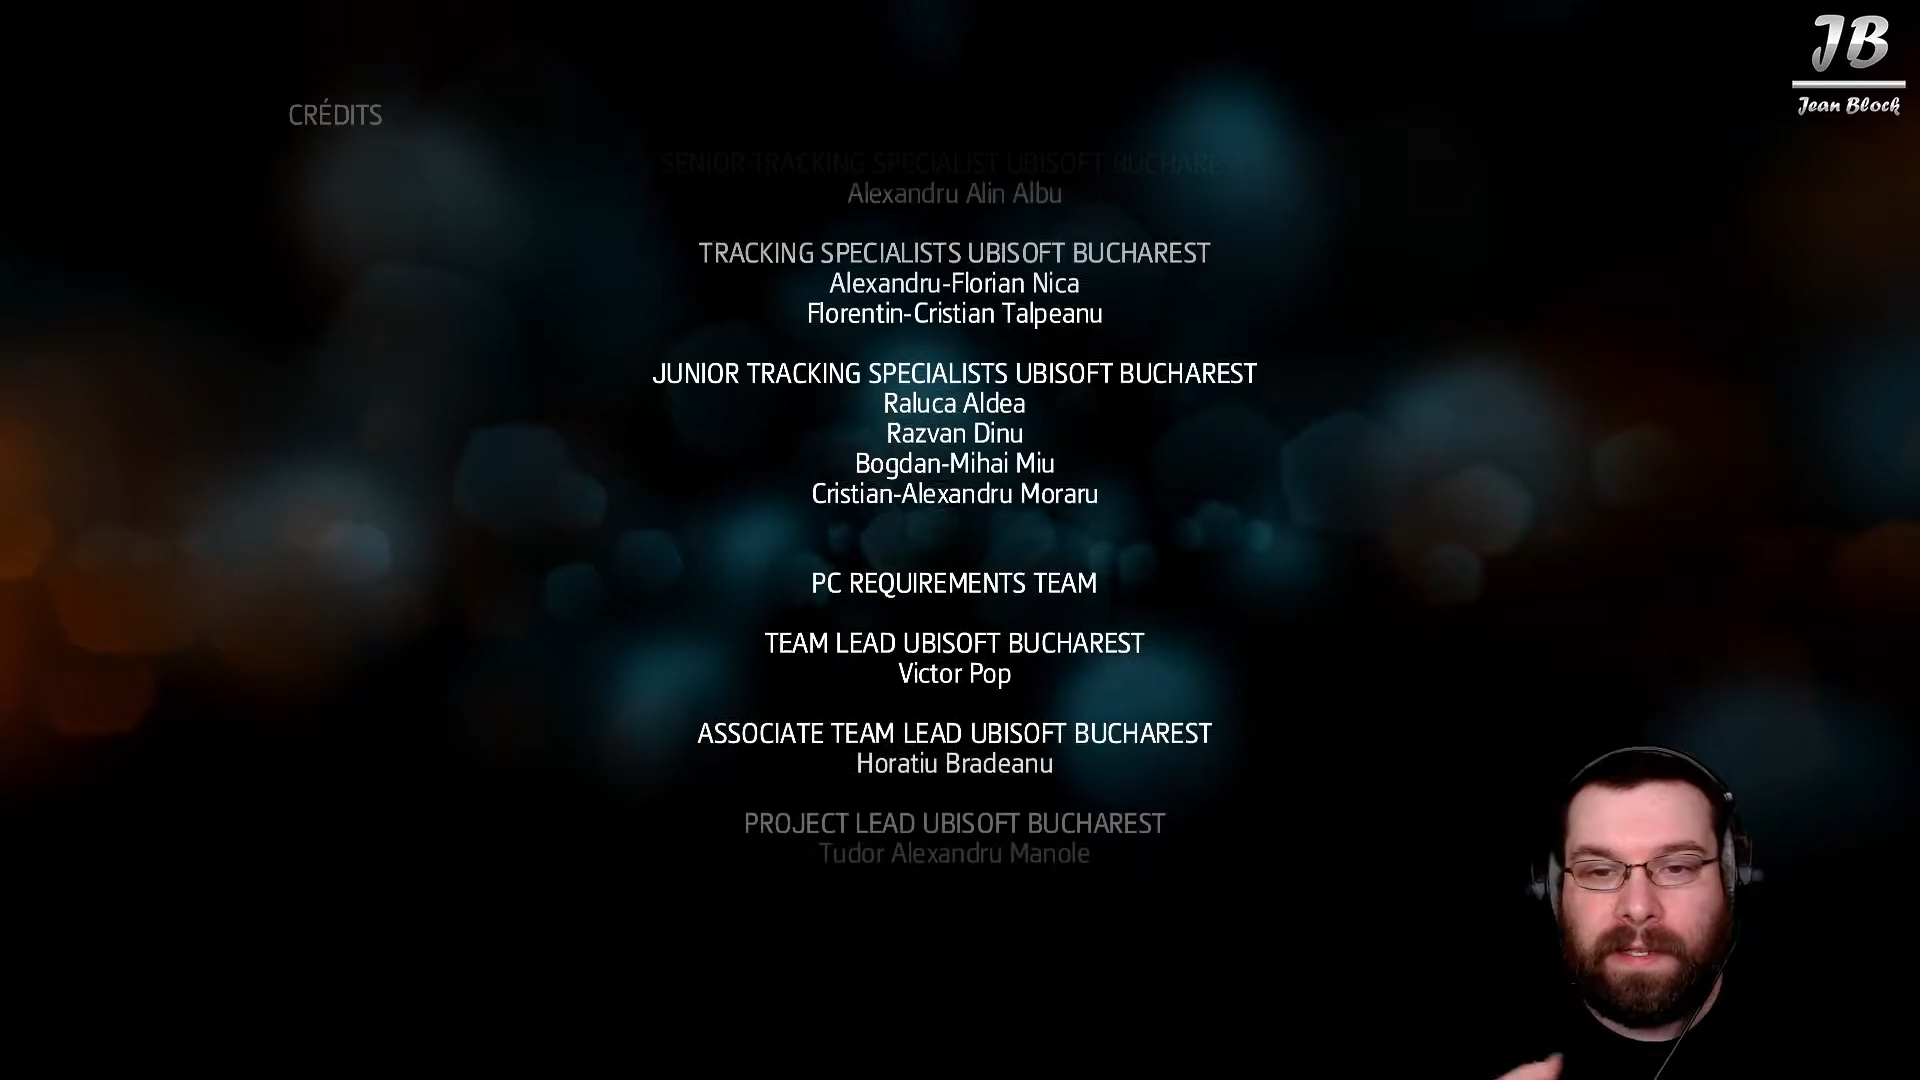 JB
Jean Block
CRÉDITS
SENIOR TRACKING SPECIALIST UBISOFT BUCHAREST
Alexandru Alin Albu
TRACKING SPECIALISTS UBISOFT BUCHAREST
Alexandru-Florian Nica
Florentin-Cristian Talpeanu
JUNIOR TRACKING SPECIALISTS UBISOFT BUCHAREST
Raluca Aldea
Razvan Dinu
Bogdan-Mihai Miu
Cristian-Alexandru Moraru
PC REQUIREMENTS TEAM
TEAM LEAD UBISOFT BUCHAREST
Victor Pop
ASSOCIATE TEAM LEAD UBISOFT BUCHAREST
Horatiu Bradeanu
PROJECT LEAD UBISOFT BUCHAREST
Tudor Alexandru Manole